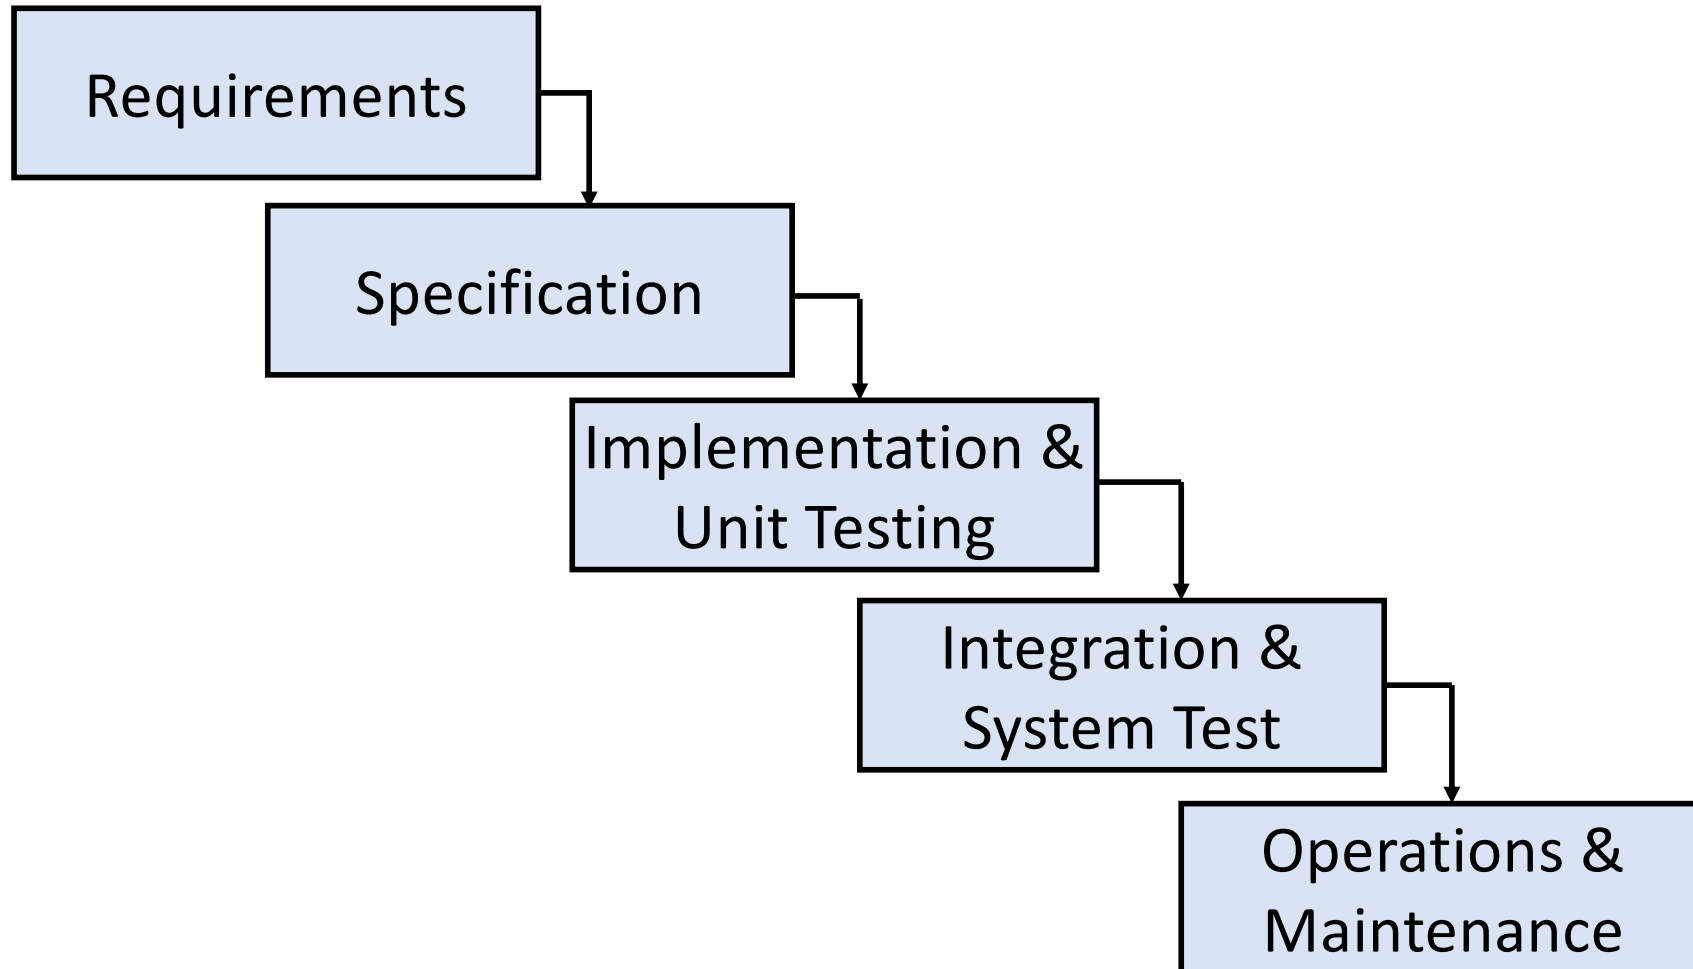 Requirements
Specification
Implementation &
Unit Testing
Integration &
System Test
Operations &
Maintenance